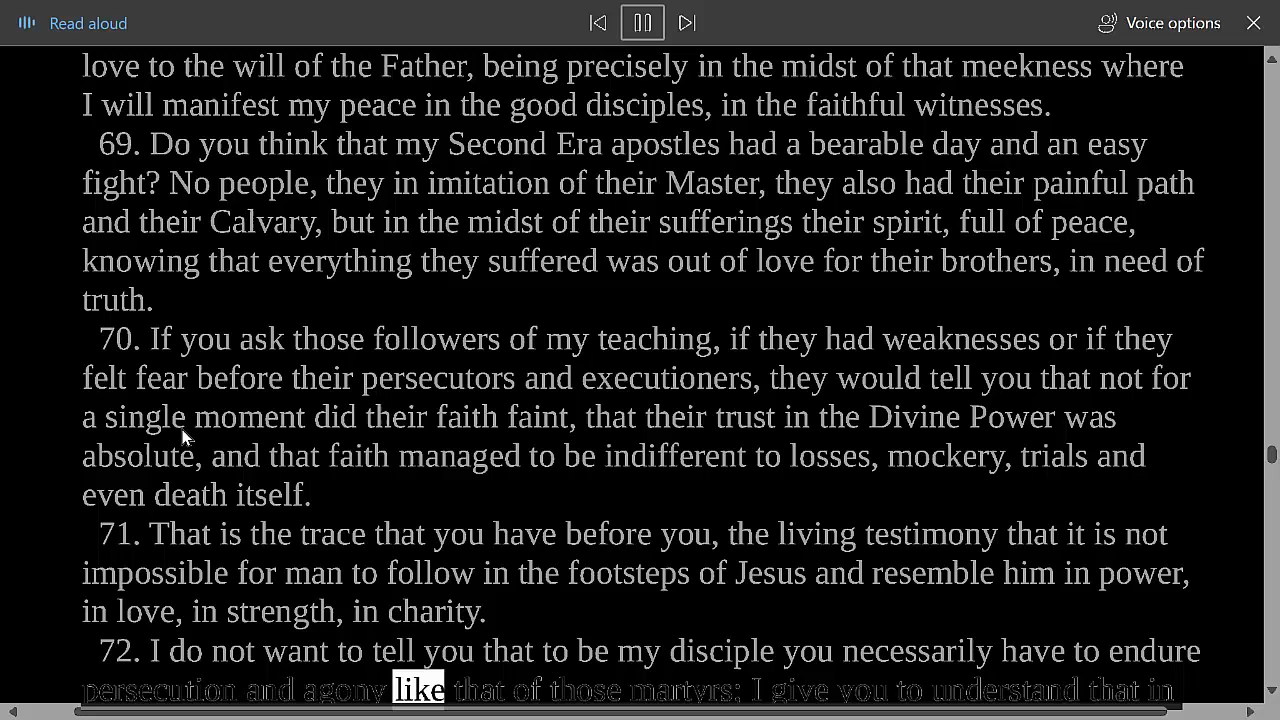 Read aloud
Voice options
love to the will of the Father, being precisely in the midst of that meekness where
I will manifest my peace in the good disciples, in the faithful witnesses.
69. Do you think that my Second Era apostles had a bearable day and an easy
fight? No people, they in imitation of their Master, they also had their painful path
and their Calvary, but in the midst of their sufferings their spirit, full of peace,
knowing that everything they suffered was out of love for their brothers, in need of
truth.
70. If you ask those followers of my teaching, if they had weaknesses or if they
felt fear before their persecutors and executioners, they would tell you that not for
a single moment did their faith faint, that their trust in the Divine Power was
absolute, and that faith managed to be indifferent to losses, mockery, trials and
even death itself.
71. That is the trace that you have before you, the living testimony that it is not
impossible for man to follow in the footsteps of Jesus and resemble him in power,
in love, in strength, in charity.
72. I do not want to tell you that to be my disciple you necessarily have to endure
persecution and agony like that of those martyrs; I give you to understand that in